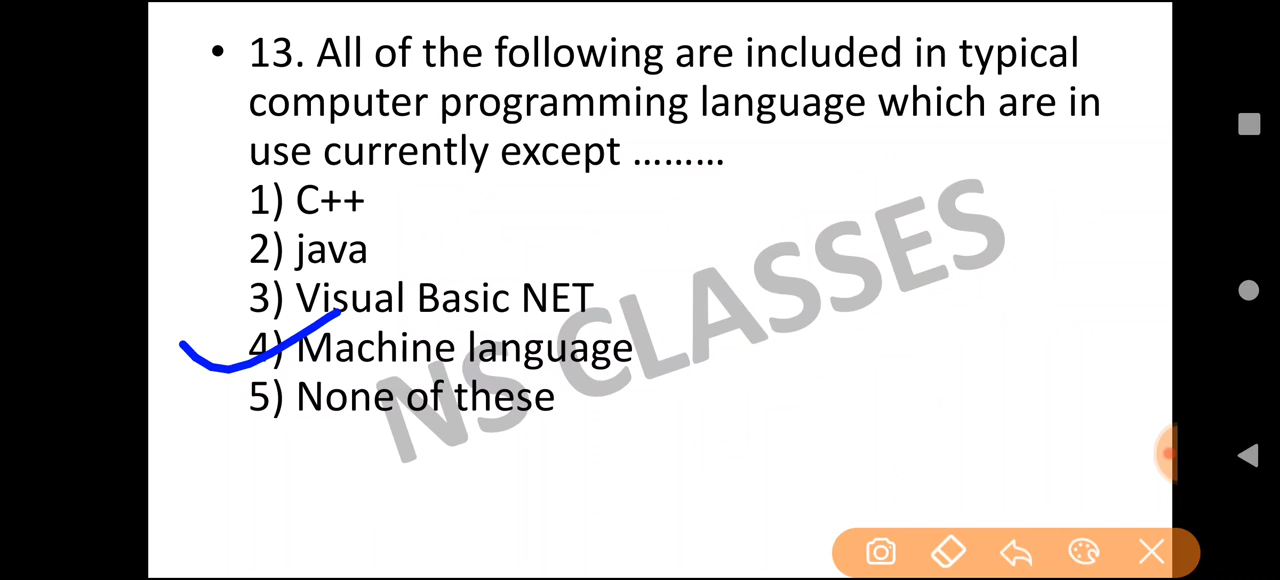 • 13. All of the following are included in typical
computer programming language which are in
use currently except ………
1) C++
2) java
3) Visual Basic NET
4) Machine language
5) None of these
NS CLASSES